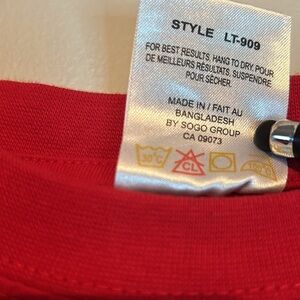 STYLE LT-909
FOR BEST RESULTS, HANG TO DRY, POUR
DE MEILLEURS RÉSULTATS, SUSPENDRE
POUR SÉCHER.
MADE IN / FAIT AU
BANGLADESH
BY SOGO GROUP
CA 09073
30°C CL